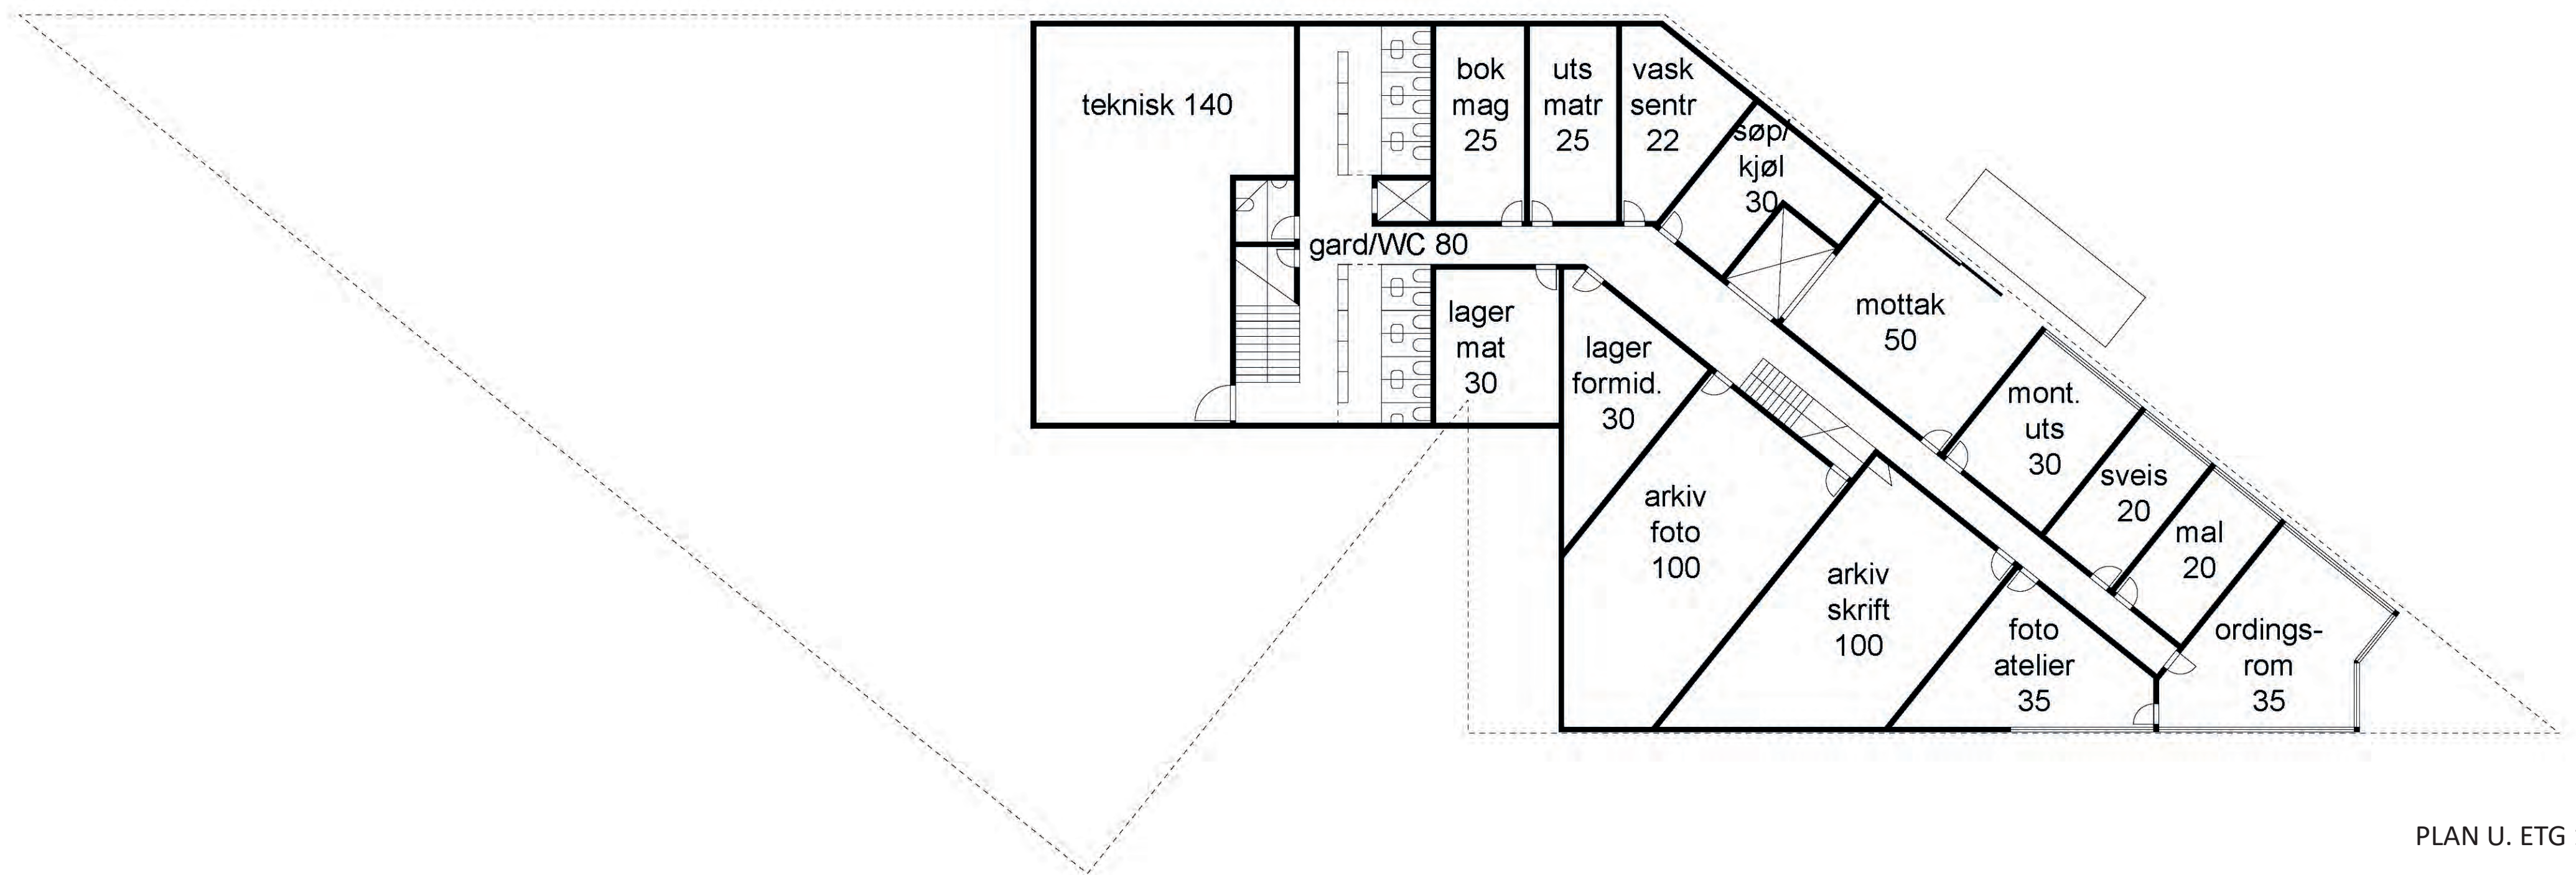 teknisk 140
bok
mag
25
uts
matr
25
vask
sentr
22
søp/
kjøl
30
gard/WC 80
lager
mat
30
lager
formid.
30
mottak
50
mont.
uts
30
sveis
20
mal
20
arkiv
foto
100
arkiv
skrift
100
foto
atelier
35
ordings-
rom
35
PLAN U. ETG